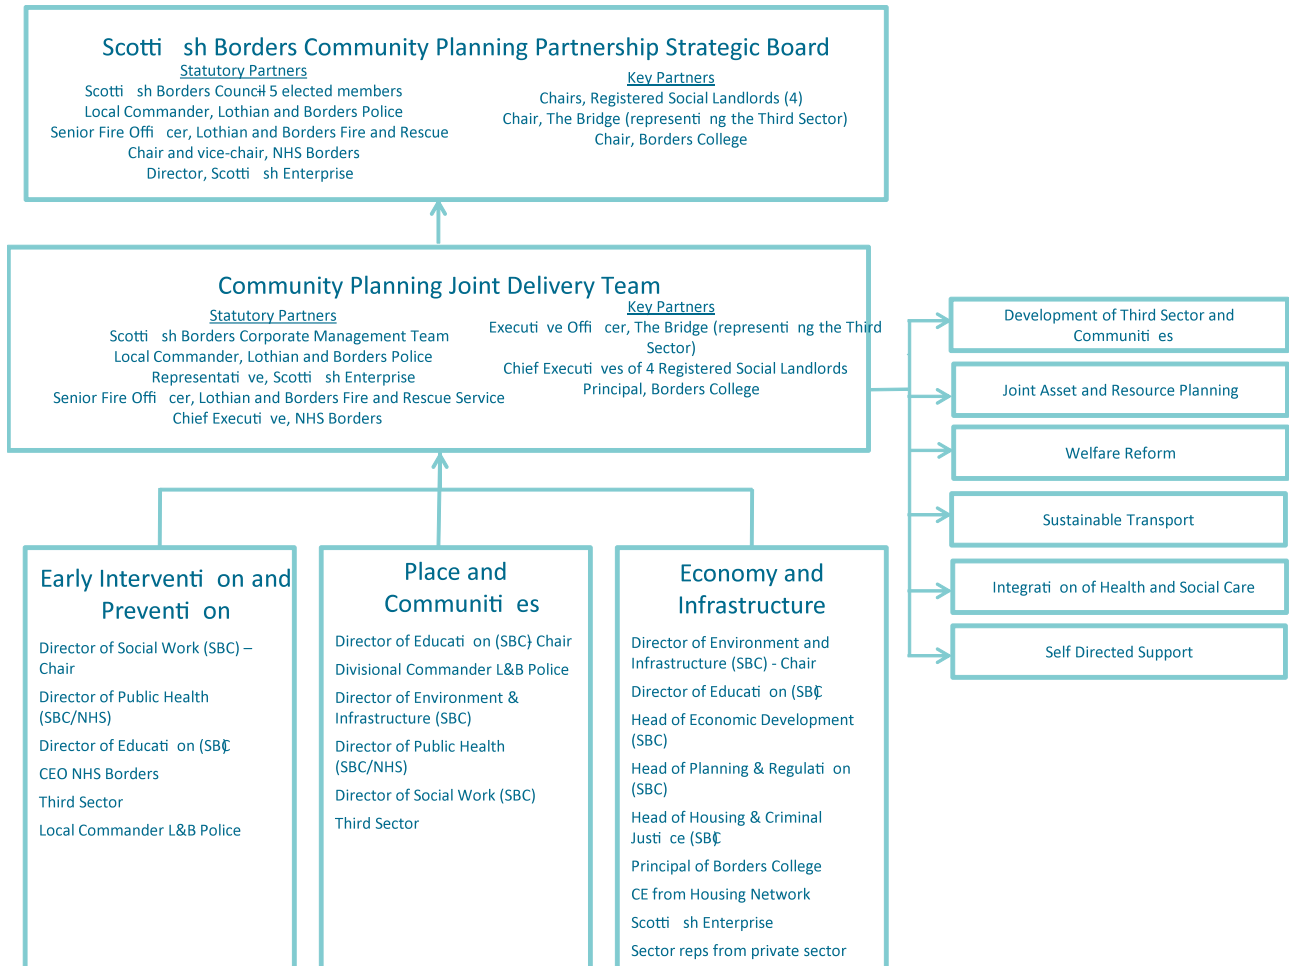 Scottish Borders Community Planning Partnership Strategic Board
Statutory Partners
Scottish Borders Council- 5 elected members
Local Commander, Lothian and Borders Police
Senior Fire Officer, Lothian and Borders Fire and Rescue
Chair and vice-chair, NHS Borders
Director, Scottish Enterprise
Key Partners
Chairs, Registered Social Landlords (4)
Chair, The Bridge (representing the Third Sector)
Chair, Borders College
Community Planning Joint Delivery Team
Statutory Partners
Scottish Borders Corporate Management Team
Local Commander, Lothian and Borders Police
Representative, Scottish Enterprise
Senior Fire Officer, Lothian and Borders Fire and Rescue Service
Chief Executive, NHS Borders
Key Partners
Executive Officer, The Bridge (representing the Third
Sector)
Chief Executives of 4 Registered Social Landlords
Principal, Borders College
Development of Third Sector and
Communities
Joint Asset and Resource Planning
Welfare Reform
Sustainable Transport
Integration of Health and Social Care
Self Directed Support
Early Intervention and
Prevention
Director of Social Work (SBC) –
Chair
Director of Public Health
(SBC/NHS)
Director of Education (SBC)
CEO NHS Borders
Third Sector
Local Commander L&B Police
Place and
Communities
Director of Education (SBC)- Chair
Divisional Commander L&B Police
Director of Environment &
Infrastructure (SBC)
Director of Public Health
(SBC/NHS)
Director of Social Work (SBC)
Third Sector
Economy and
Infrastructure
Director of Environment and
Infrastructure (SBC) - Chair
Director of Education (SBC)
Head of Economic Development
(SBC)
Head of Planning & Regulation
(SBC)
Head of Housing & Criminal
Justice (SBC)
Principal of Borders College
CE from Housing Network
Scottish Enterprise
Sector reps from private sector